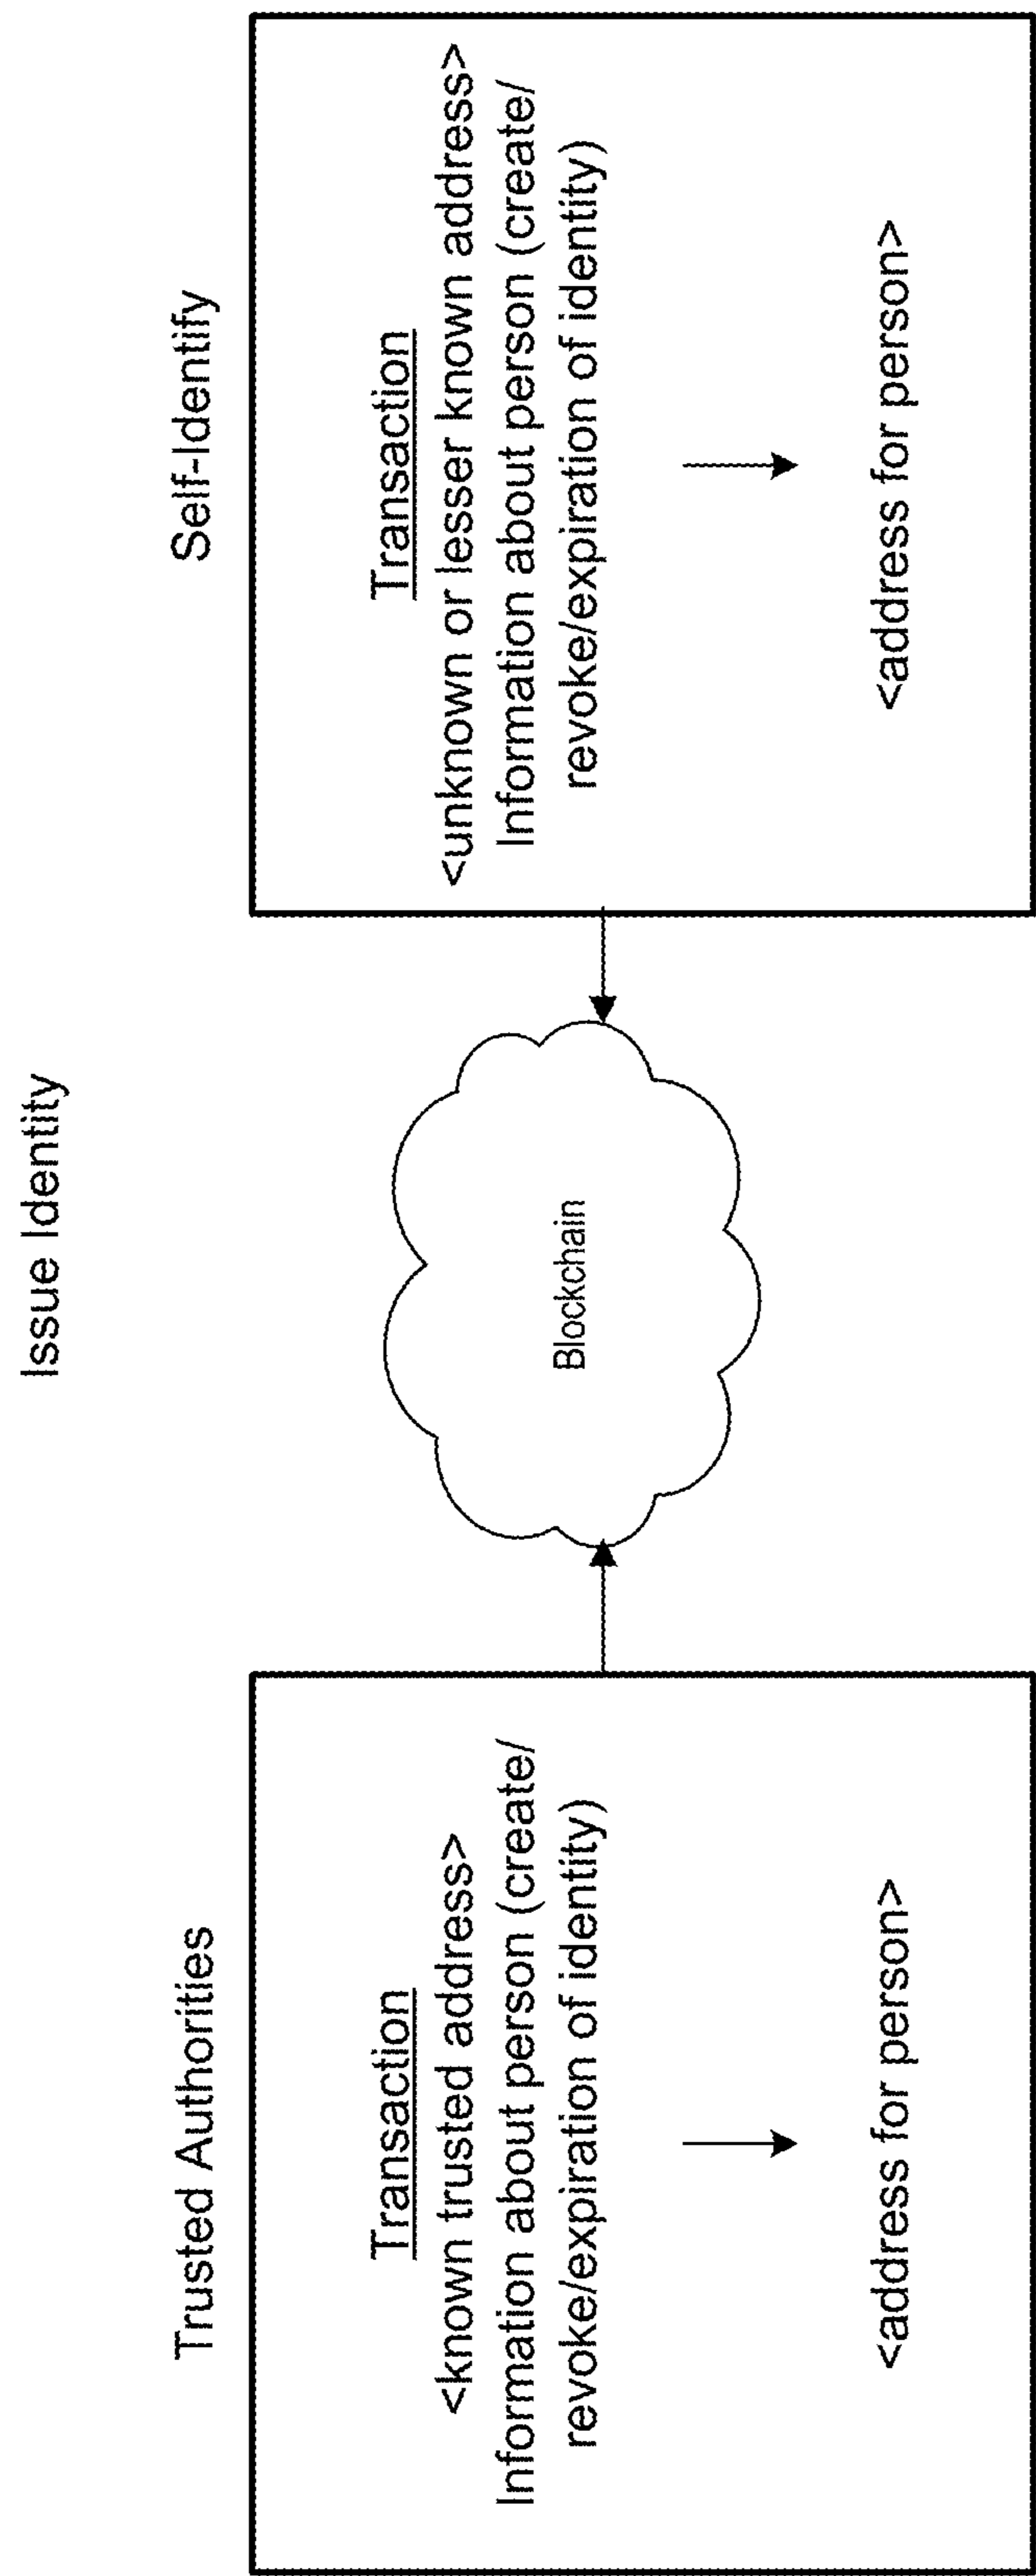 Issue Identity
Trusted Authorities
Transaction
<known trusted address>
Information about person (create/
revoke/expiration of identity)
<address for person>
Blockchain
Self-Identify
Transaction
<unknown or lesser known address>
Information about person (create/
revoke/expiration of identity)
<address for person>